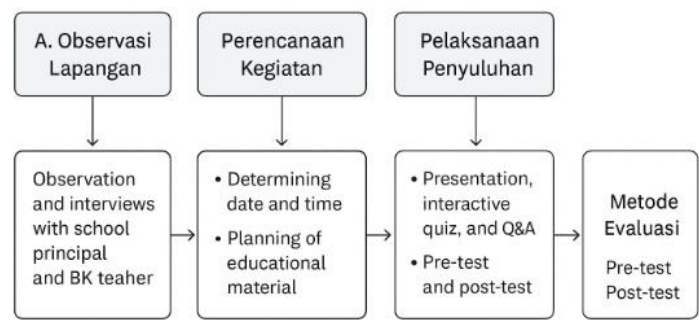 A. Observasi
Lapangan
Perencanaan
Kegiatan
Pelaksanaan
Penyuluhan
Observation
and interviews
with school
principal
and BK teaher
• Determining
date and time
• Planning of
educational
material
• Presentation,
interactive
quiz, and Q&A
• Pre-test
and post-test
Metode
Evaluasi
Pre-test
Post-test